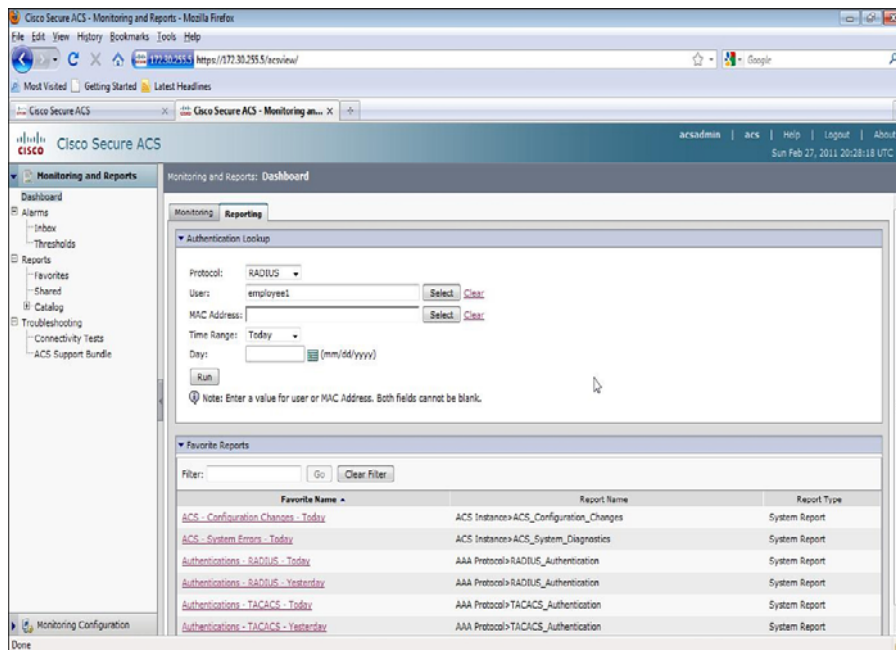 Cisco Secure ACS - Monitoring and Reports - Mozilla Firefox
File Edit View History Bookmarks Tools Help
172.30.255.5 https://172.30.255.5/acsview/
Google
Most Visited Getting Started Latest Headlines
Cisco Secure ACS
Cisco Secure ACS - Monitoring an...
CISCO Cisco Secure ACS
acsadmin | acs | Help | Logout | About
Sun Feb 27, 2011 20:28:18 UTC
Monitoring and Reports
Dashboard
Alarms
Inbox
Thresholds
Reports
Favorites
Shared
Catalog
Troubleshooting
Connectivity Tests
ACS Support Bundle
Monitoring Configuration
Monitoring and Reports: Dashboard
Monitoring Reporting
Authentication Lookup
Protocol: RADIUS
User: employee1 Select Clear
MAC Address: Select Clear
Time Range: Today
Day: (mm/dd/yyyy)
Run
Note: Enter a value for user or MAC Address. Both fields cannot be blank.
Favorite Reports
Filter: Go Clear Filter
Favorite Name Report Name Report Type
ACS - Configuration Changes - Today ACS Instance>ACS_Configuration_Changes System Report
ACS - System Errors - Today ACS Instance>ACS_System_Diagnostics System Report
Authentications - RADIUS - Today AAA Protocol>RADIUS_Authentication System Report
Authentications - RADIUS - Yesterday AAA Protocol>RADIUS_Authentication System Report
Authentications - TACACS - Today AAA Protocol>TACACS_Authentication System Report
Authentications - TACACS - Yesterday AAA Protocol>TACACS_Authentication System Report
Done